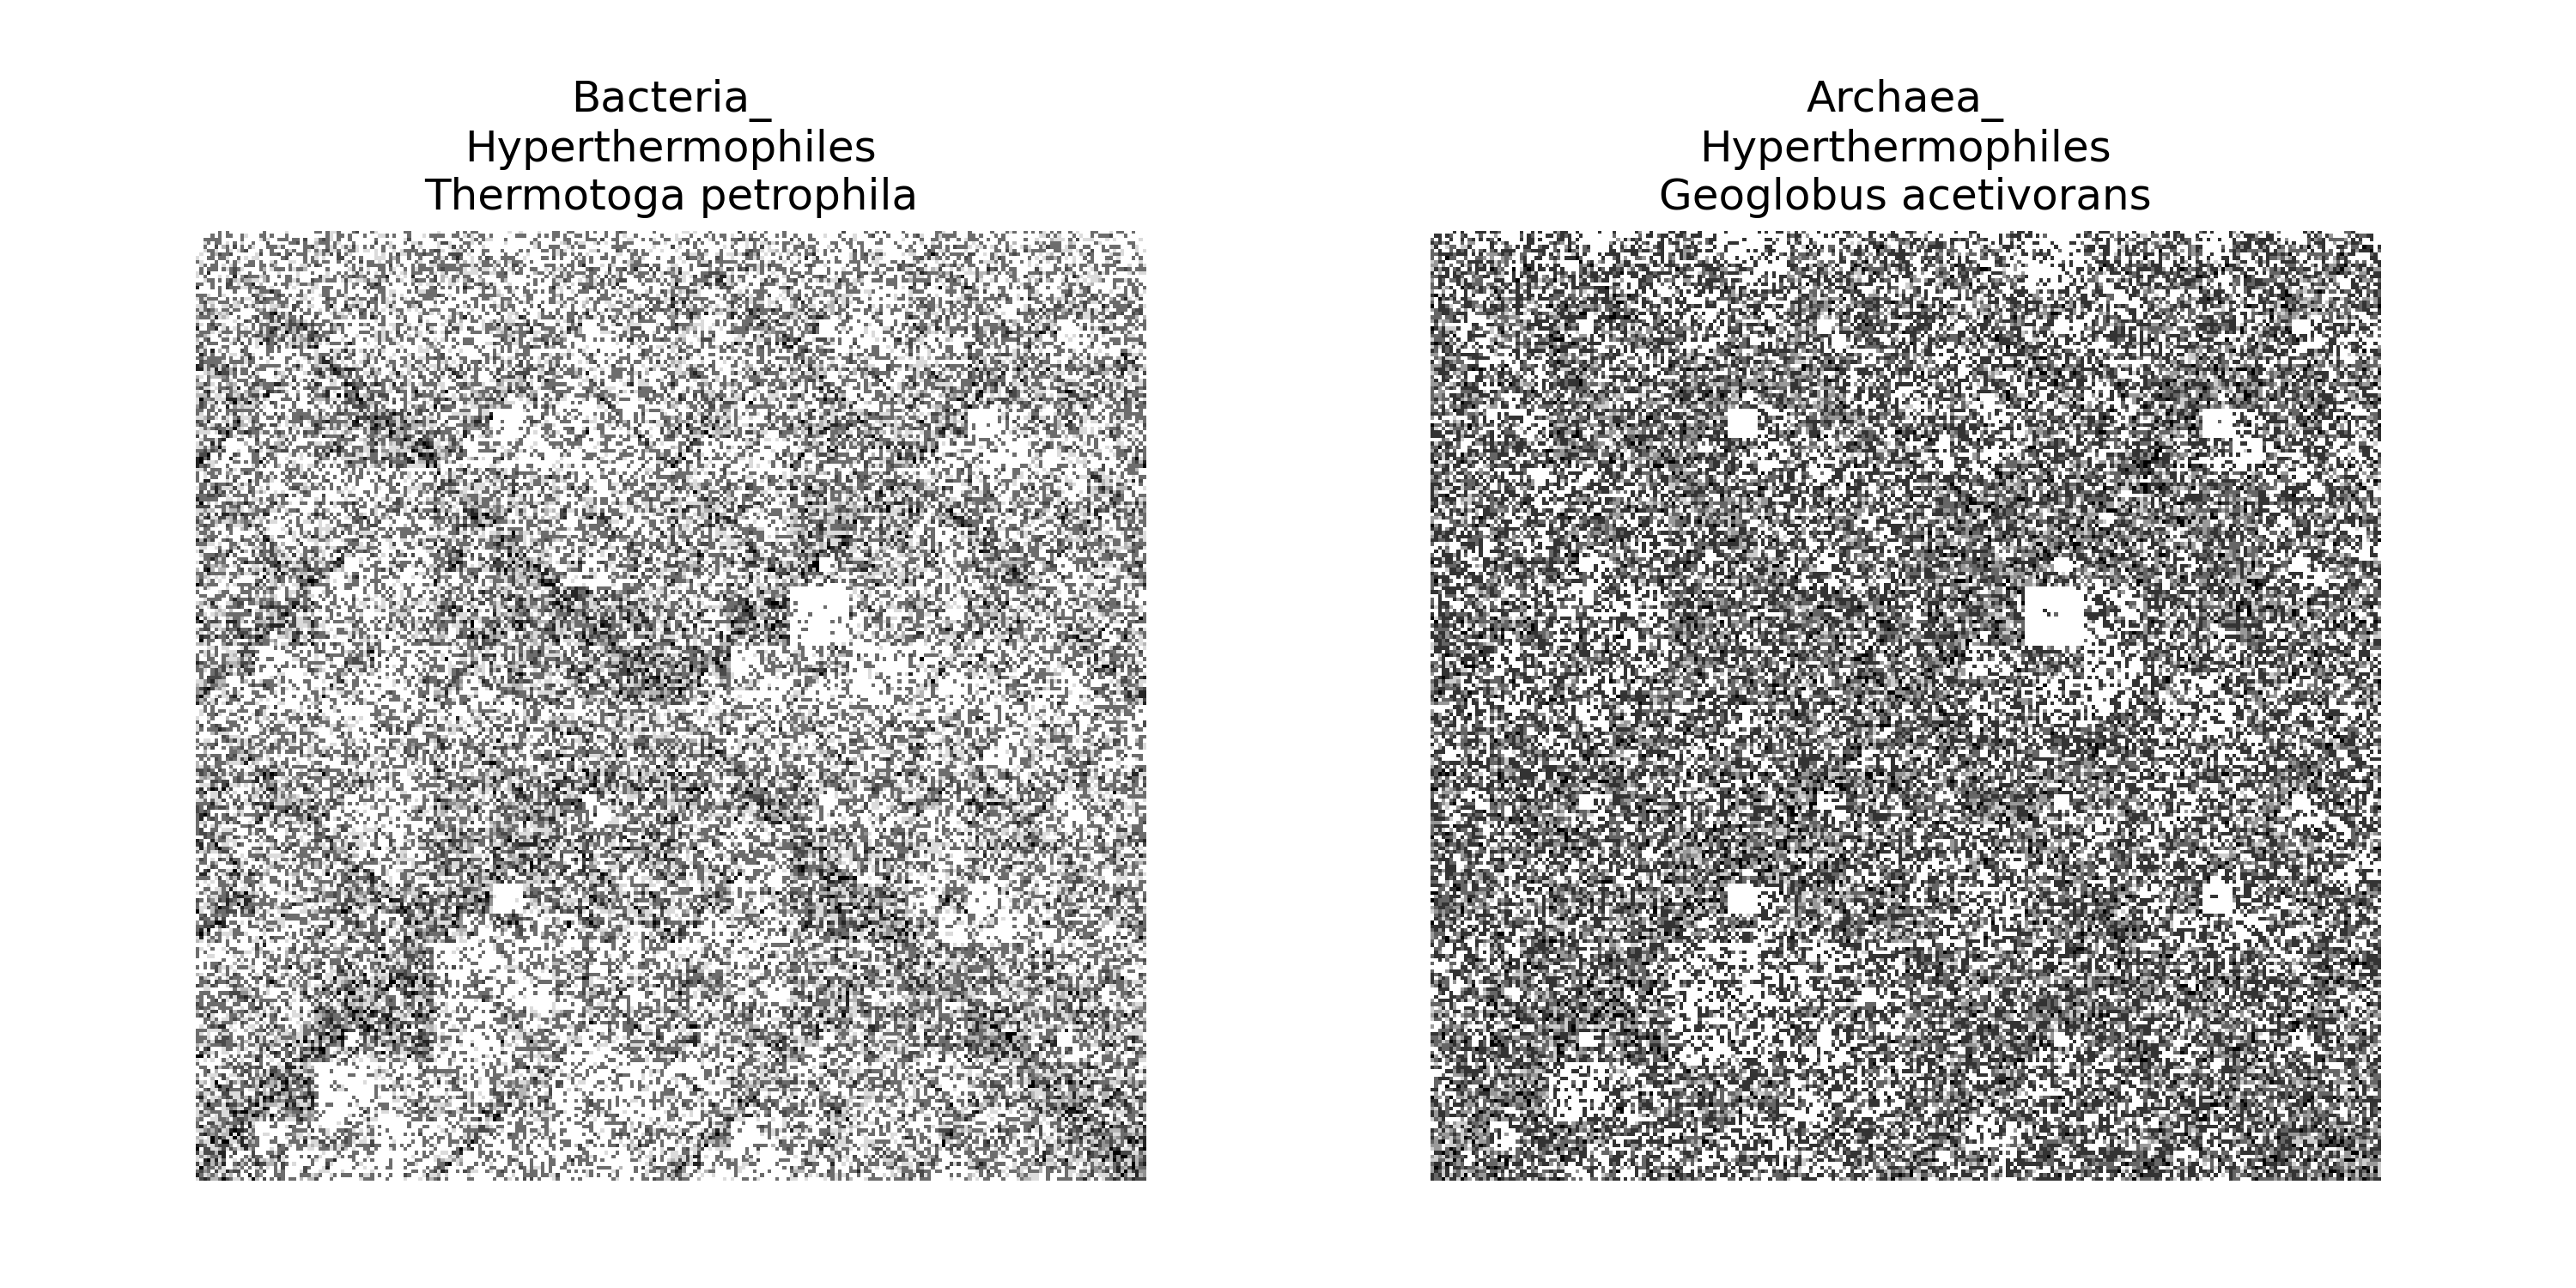 Bacteria_
Hyperthermophiles
Thermotoga petrophila
Archaea_
Hyperthermophiles
Geoglobus acetivorans